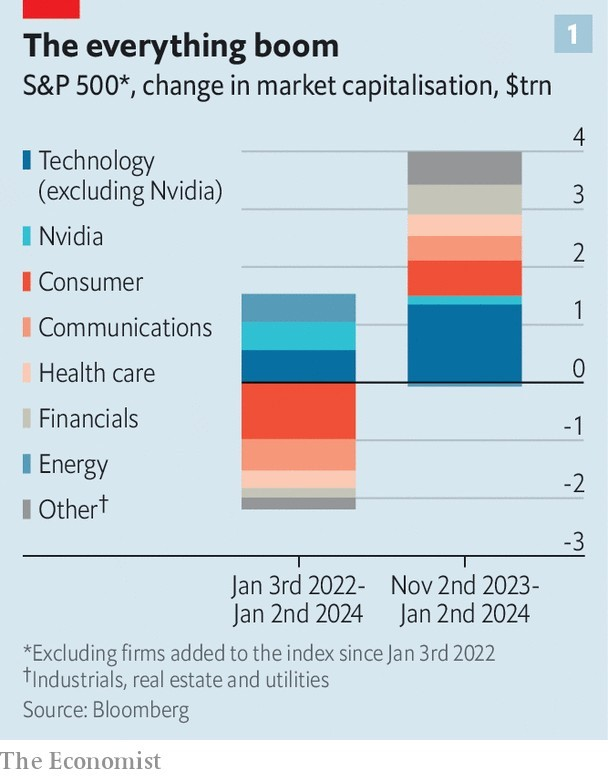 The everything boom
1
S&P 500*, change in market capitalisation, $trn
Technology
(excluding Nvidia)
Nvidia
Consumer
Communications
Health care
Financials
Energy
Other†
4
3
2
1
0
-1
-2
-3
Jan 3rd 2022-
Jan 2nd 2024
Nov 2nd 2023-
Jan 2nd 2024
*Excluding firms added to the index since Jan 3rd 2022
†Industrials, real estate and utilities
Source: Bloomberg
The Economist